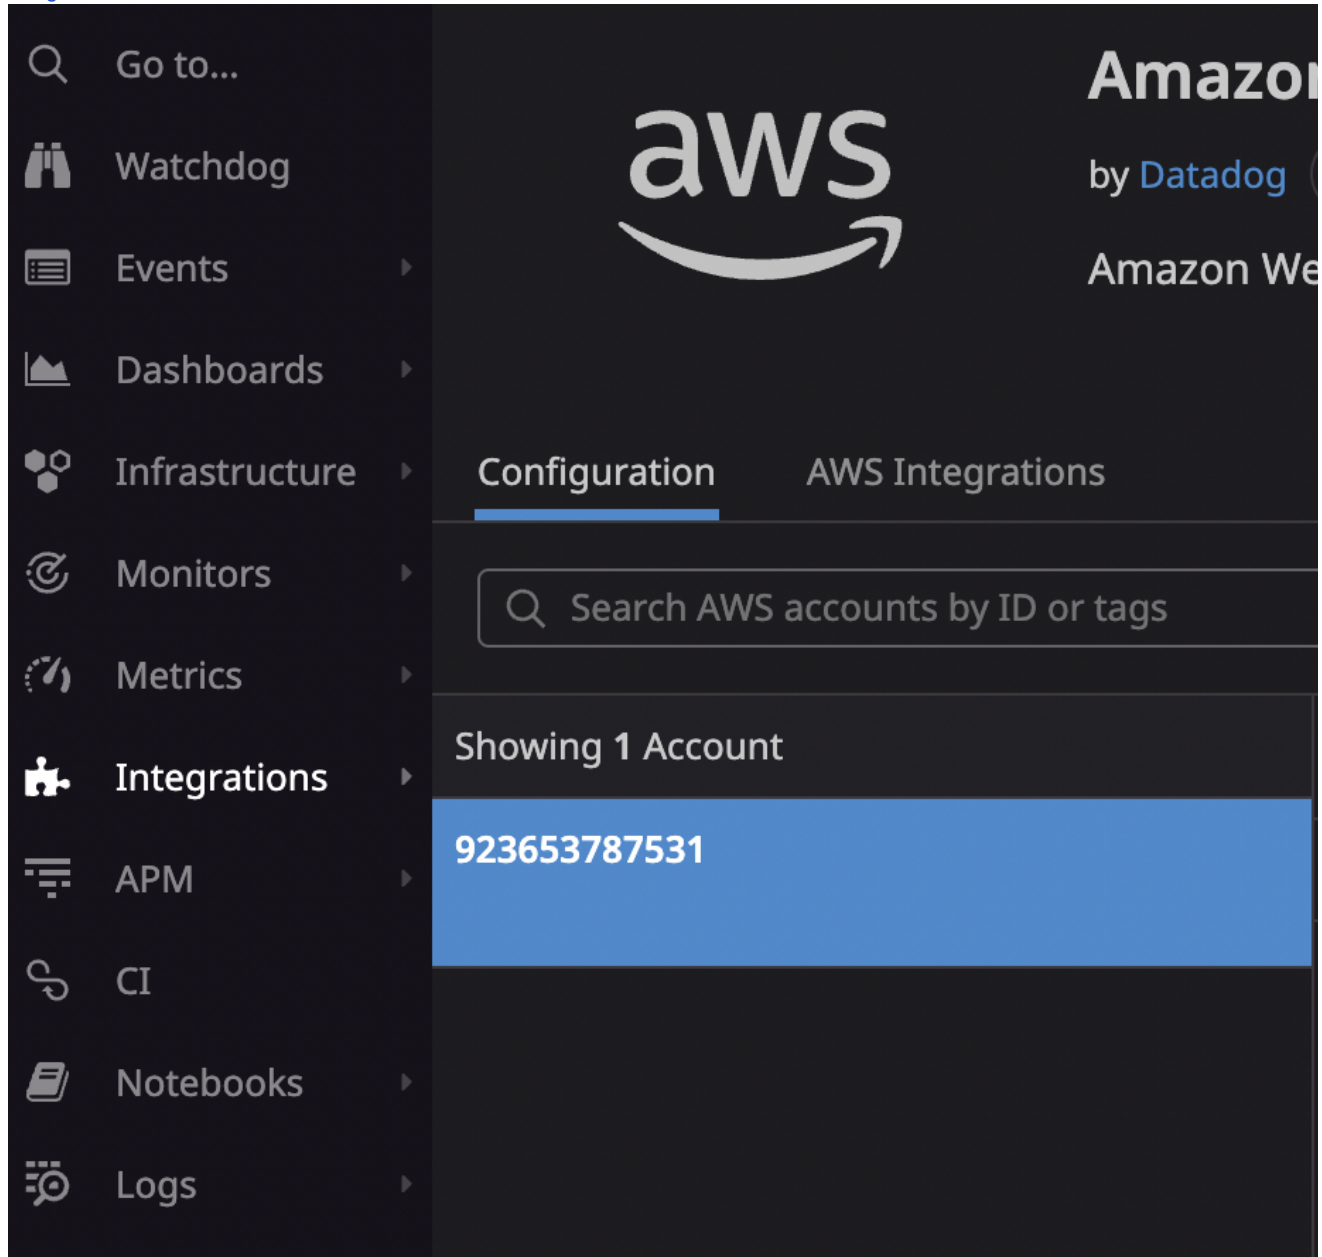 Go to...
Watchdog
Events
Dashboards
Infrastructure
Monitors
Metrics
Integrations
APM
CI
Notebooks
Logs
aws
Amazon
by Datadog
Amazon We
Configuration
AWS Integrations
Search AWS accounts by ID or tags
Showing 1 Account
923653787531